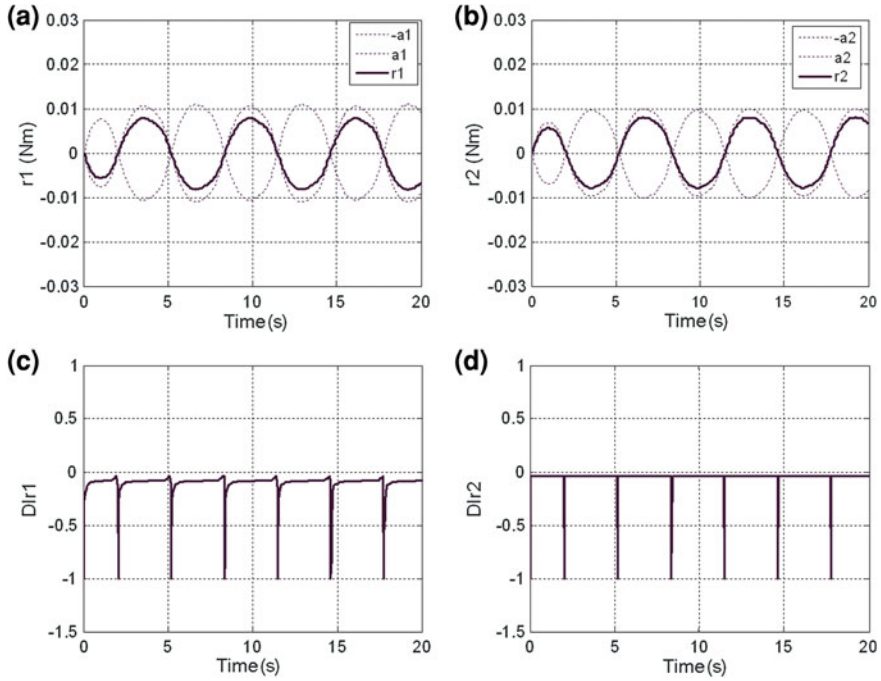 (a)
0.03
0.02
0.01
0
-0.01
-0.02
-0.03
r1 (Nm)
-a1
a1
r1
0 5 10 15 20
Time(s)
(b)
0.03
0.02
0.01
0
-0.01
-0.02
-0.03
r2 (Nm)
-a2
a2
r2
0 5 10 15 20
Time(s)
(c)
1
0.5
0
-0.5
-1
-1.5
DIr1
0 5 10 15 20
Time(s)
(d)
1
0.5
0
-0.5
-1
-1.5
DIr2
0 5 10 15 20
Time(s)